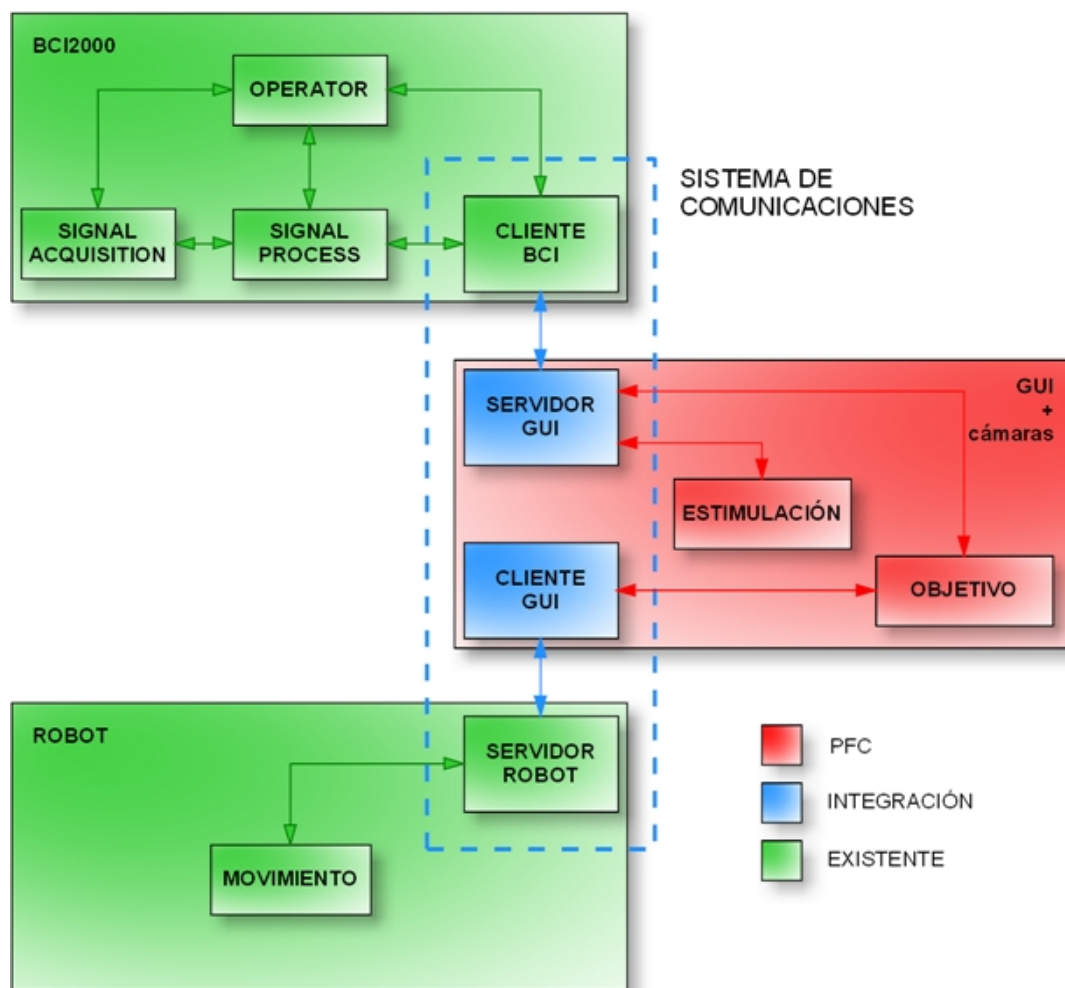 BCI2000
OPERATOR
SIGNAL
ACQUISITION
SIGNAL
PROCESS
CLIENTE
BCI
SISTEMA DE
COMUNICACIONES
SERVIDOR
GUI
GUI
+
cámaras
ESTIMULACIÓN
CLIENTE
GUI
OBJETIVO
ROBOT
SERVIDOR
ROBOT
MOVIMIENTO
PFC
INTEGRACIÓN
EXISTENTE